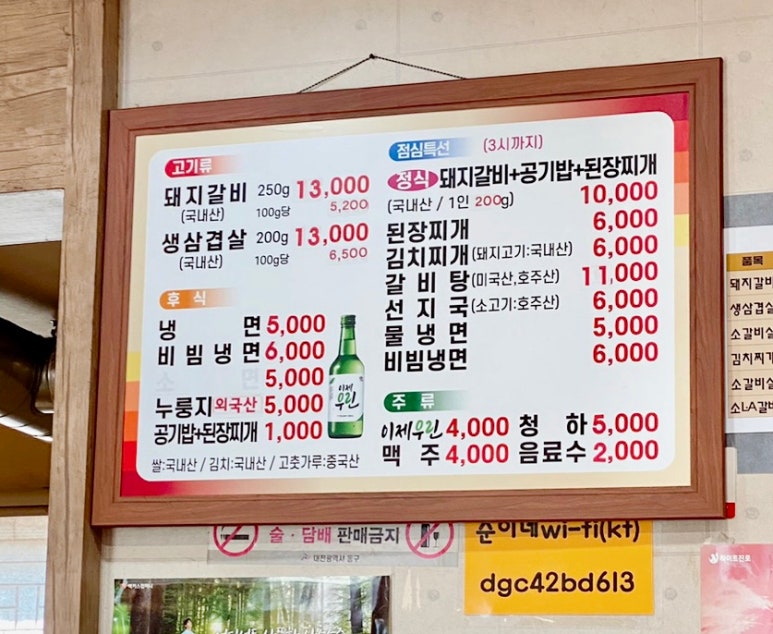 고기류
돼지갈비 250g 13,000
(국내산) 100g당 5,200
생삼겹살 200g 13,000
(국내산) 100g당 6,500
후 식
냉 면 5,000
비빔냉면 6,000
5,000
누룽지 외국산 5,000
공기밥+된장찌개 1,000
쌀:국내산 / 김치:국내산 / 고춧가루:중국산
이제
우린
점심특선 (3시까지)
정식 돼지갈비+공기밥+된장찌개
(국내산 / 1인 200g) 10,000
된장찌개 6,000
김치찌개 (돼지고기:국내산) 6,000
갈비탕 (미국산,호주산) 11,000
선지국 (소고기:호주산) 6,000
물냉면 5,000
비빔냉면 6,000
주 류
이제우린 4,000 청 하 5,000
맥 주 4,000 음료수 2,000
술·담배 판매금지
대전광역시 중구
순이네wi-fi(kt)
dgc42bd613
품목
돼지갈비
생삼겹살
소갈비살
김치찌개
소갈비살
소LA갈비
하이트진로